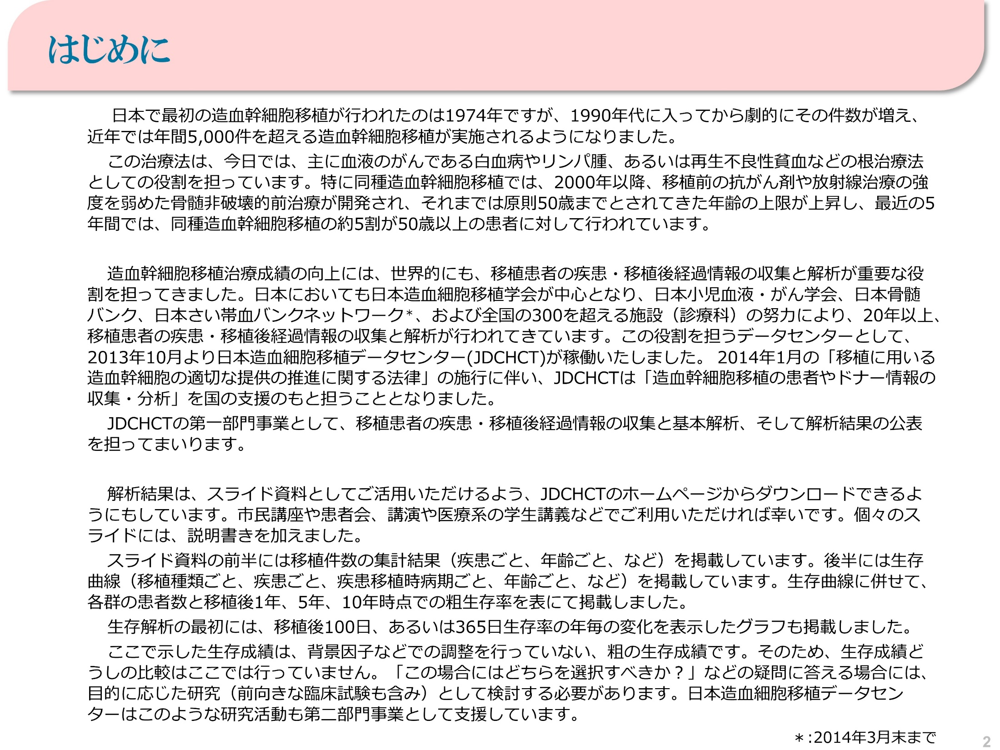 はじめに
日本で最初の造血幹細胞移植が行われたのは1974年ですが、1990年代に入ってから劇的にその件数が増え、
近年では年間5,000件を超える造血幹細胞移植が実施されるようになりました。
この治療法は、今日では、主に血液のがんである白血病やリンパ腫、あるいは再生不良性貧血などの根治療法
としての役割を担っています。特に同種造血幹細胞移植では、2000年以降、移植前の抗がん剤や放射線治療の強
度を弱めた骨髄非破壊的前治療が開発され、それまでは原則50歳までとされてきた年齢の上限が上昇し、最近の5
年間では、同種造血幹細胞移植の約5割が50歳以上の患者に対して行われています。
造血幹細胞移植治療成績の向上には、世界的にも、移植患者の疾患・移植後経過情報の収集と解析が重要な役
割を担ってきました。日本においても日本造血細胞移植学会が中心となり、日本小児血液・がん学会、日本骨髄
バンク、日本さい帯血バンクネットワーク*、および全国の300を超える施設（診療科）の努力により、20年以上、
移植患者の疾患・移植後経過情報の収集と解析が行われてきています。この役割を担うデータセンターとして、
2013年10月より日本造血細胞移植データセンター(JDCHCT)が稼働いたしました。 2014年1月の「移植に用いる
造血幹細胞の適切な提供の推進に関する法律」の施行に伴い、JDCHCTは「造血幹細胞移植の患者やドナー情報の
収集・分析」を国の支援のもと担うこととなりました。
JDCHCTの第一部門事業として、移植患者の疾患・移植後経過情報の収集と基本解析、そして解析結果の公表
を担ってまいります。
解析結果は、スライド資料としてご活用いただけるよう、JDCHCTのホームページからダウンロードできるよ
うにもしています。市民講座や患者会、講演や医療系の学生講義などでご利用いただければ幸いです。個々のス
ライドには、説明書きを加えました。
スライド資料の前半には移植件数の集計結果（疾患ごと、年齢ごと、など）を掲載しています。後半には生存
曲線（移植種類ごと、疾患ごと、疾患移植時病期ごと、年齢ごと、など）を掲載しています。生存曲線に併せて、
各群の患者数と移植後1年、5年、10年時点での粗生存率を表にて掲載しました。
生存解析の最初には、移植後100日、あるいは365日生存率の年毎の変化を表示したグラフも掲載しました。
ここで示した生存成績は、背景因子などでの調整を行っていない、粗の生存成績です。そのため、生存成績ど
うしの比較はここでは行っていません。「この場合にはどちらを選択すべきか？」などの疑問に答える場合には、
目的に応じた研究（前向きな臨床試験も含み）として検討する必要があります。日本造血細胞移植データセン
ターはこのような研究活動も第二部門事業として支援しています。
＊:2014年3月末まで
2